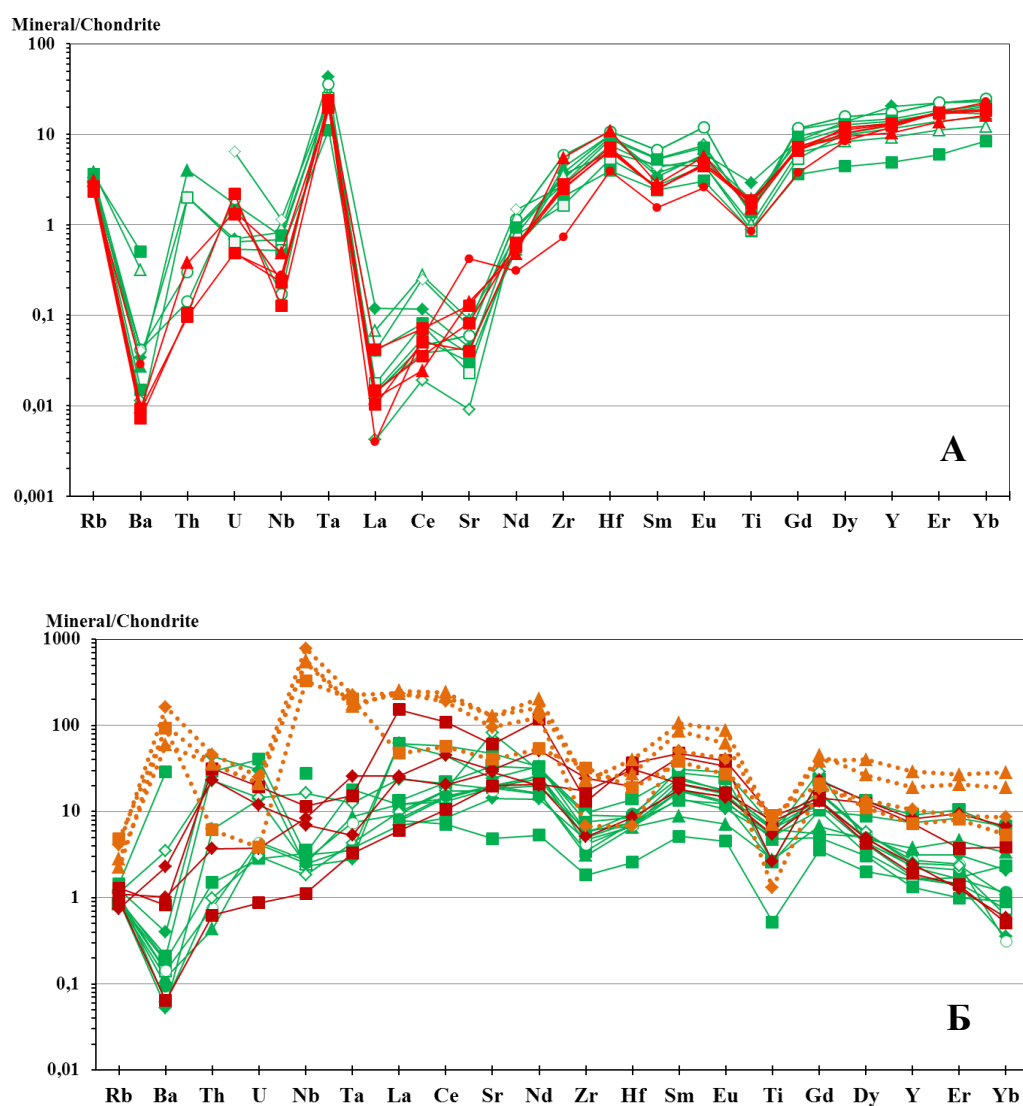 Mineral/Chondrite
100
10
1
0,1
0,01
0,001
А
Rb Ba Th U Nb Ta La Ce Sr Nd Zr Hf Sm Eu Ti Gd Dy Y Er Yb
Mineral/Chondrite
1000
100
10
1
0,1
0,01
Б
Rb Ba Th U Nb Ta La Ce Sr Nd Zr Hf Sm Eu Ti Gd Dy Y Er Yb